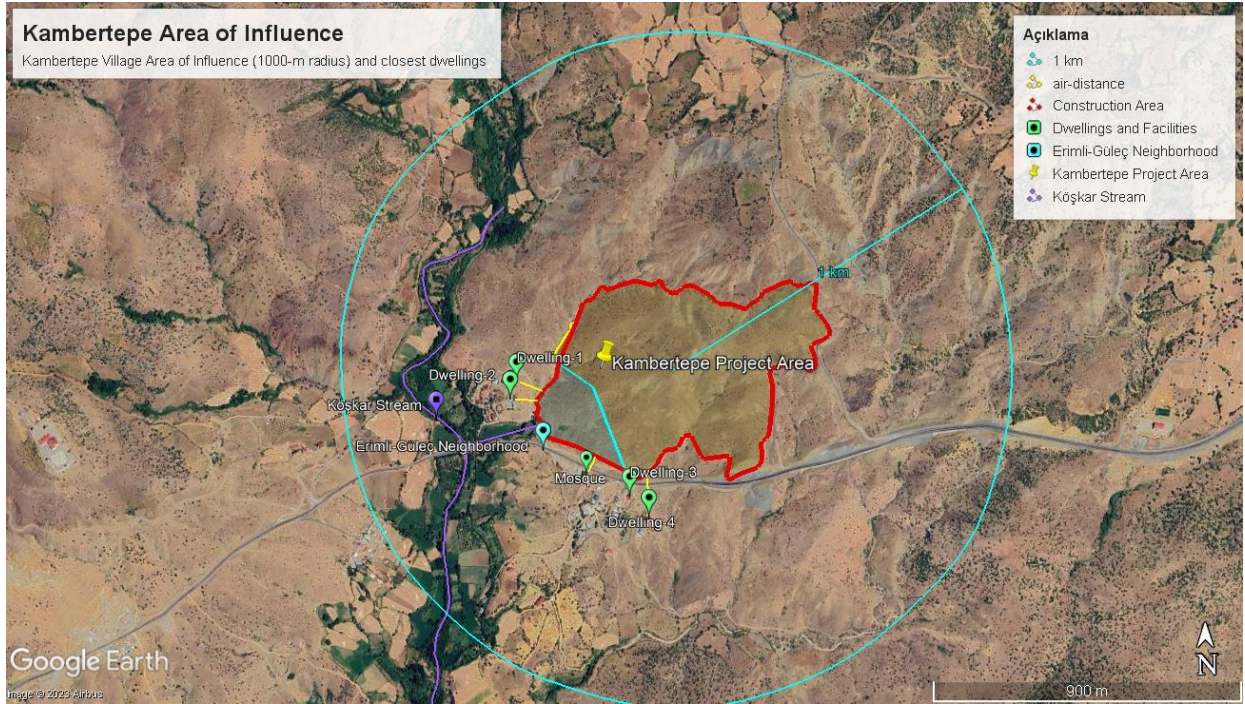 Kambertepe Area of Influence
Kambertepe Village Area of Influence (1000-m radius) and closest dwellings
Açıklama
1 km
air-distance
Construction Area
Dwellings and Facilities
Erimli-Güleç Neighborhood
Kambertepe Project Area
Köşkar Stream
1 km
Dwelling-1
Kambertepe Project Area
Dwelling-2
Köşkar Stream
Erimli-Güleç Neighborhood
Mosque
Dwelling-3
Dwelling-4
Google Earth
Image © 2023 Airbus
N
900 m